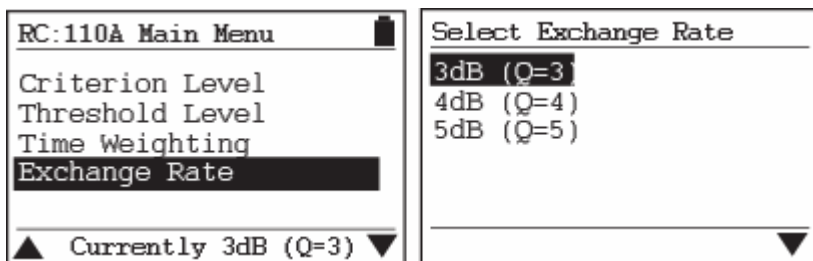 RC:110A Main Menu
Criterion Level
Threshold Level
Time Weighting
Exchange Rate
Currently 3dB (Q=3)
Select Exchange Rate
3dB (Q=3)
4dB (Q=4)
5dB (Q=5)